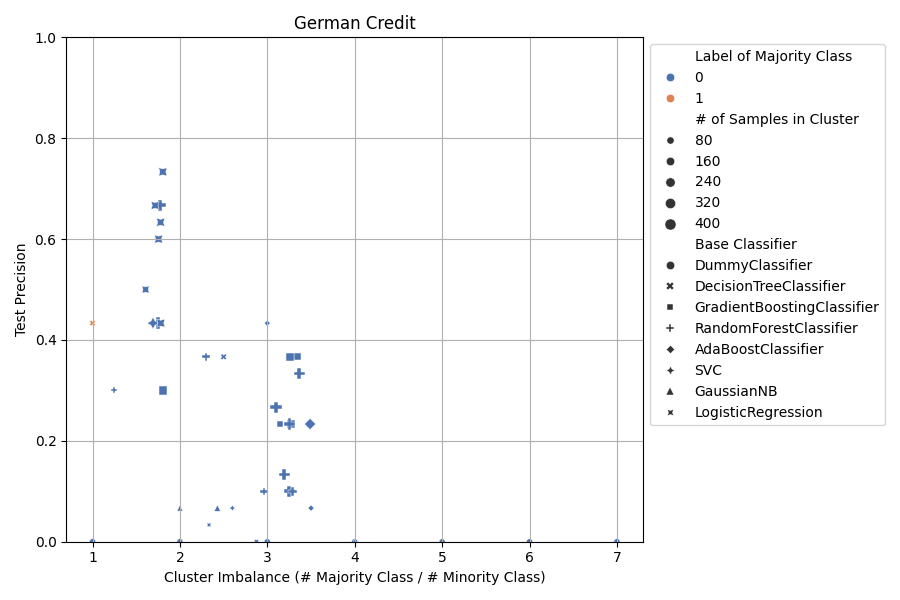 German Credit
1.0
0.8
0.6
0.4
0.2
0.0
Test Precision
1 2 3 4 5 6 7
Cluster Imbalance (# Majority Class / # Minority Class)
Label of Majority Class
0
1
# of Samples in Cluster
80
160
240
320
400
Base Classifier
DummyClassifier
DecisionTreeClassifier
GradientBoostingClassifier
RandomForestClassifier
AdaBoostClassifier
SVC
GaussianNB
LogisticRegression